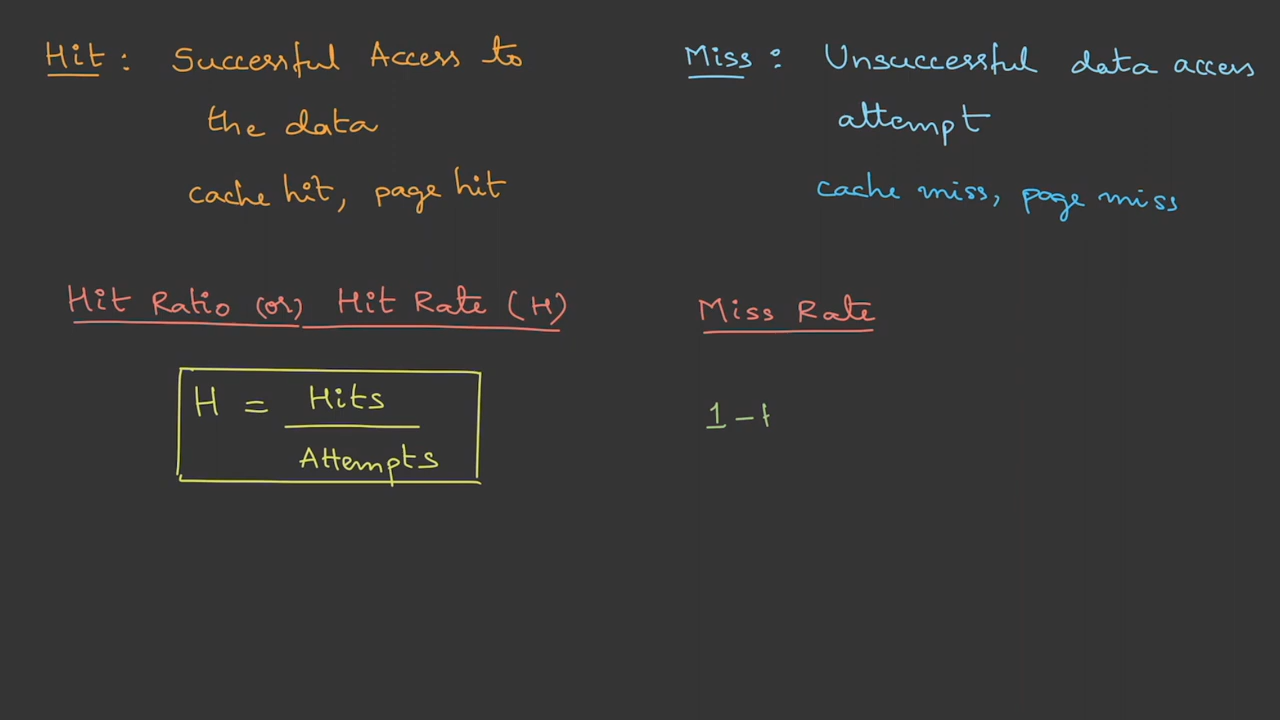 Hit : Successful Access to
the data
cache hit, page hit
Miss : Unsuccessful data access
attempt
cache miss, page miss
Hit Ratio (or) Hit Rate (H)
H = Hits / Attempts
Miss Rate
1 -